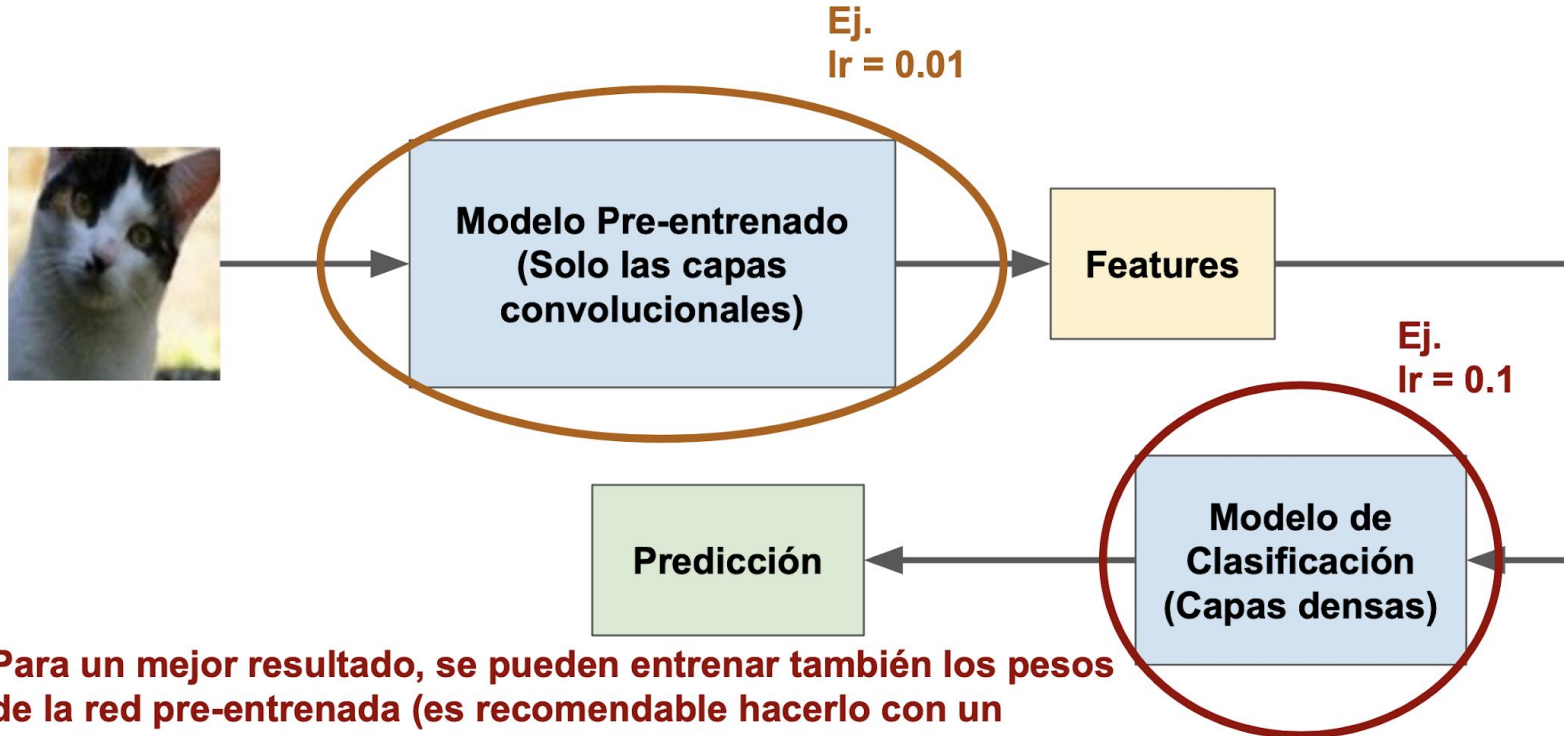 Ej.
lr = 0.01
Modelo Pre-entrenado
(Solo las capas
convolucionales)
Features
Ej.
lr = 0.1
Modelo de
Clasificación
(Capas densas)
Predicción
Para un mejor resultado, se pueden entrenar también los pesos
de la red pre-entrenada (es recomendable hacerlo con un